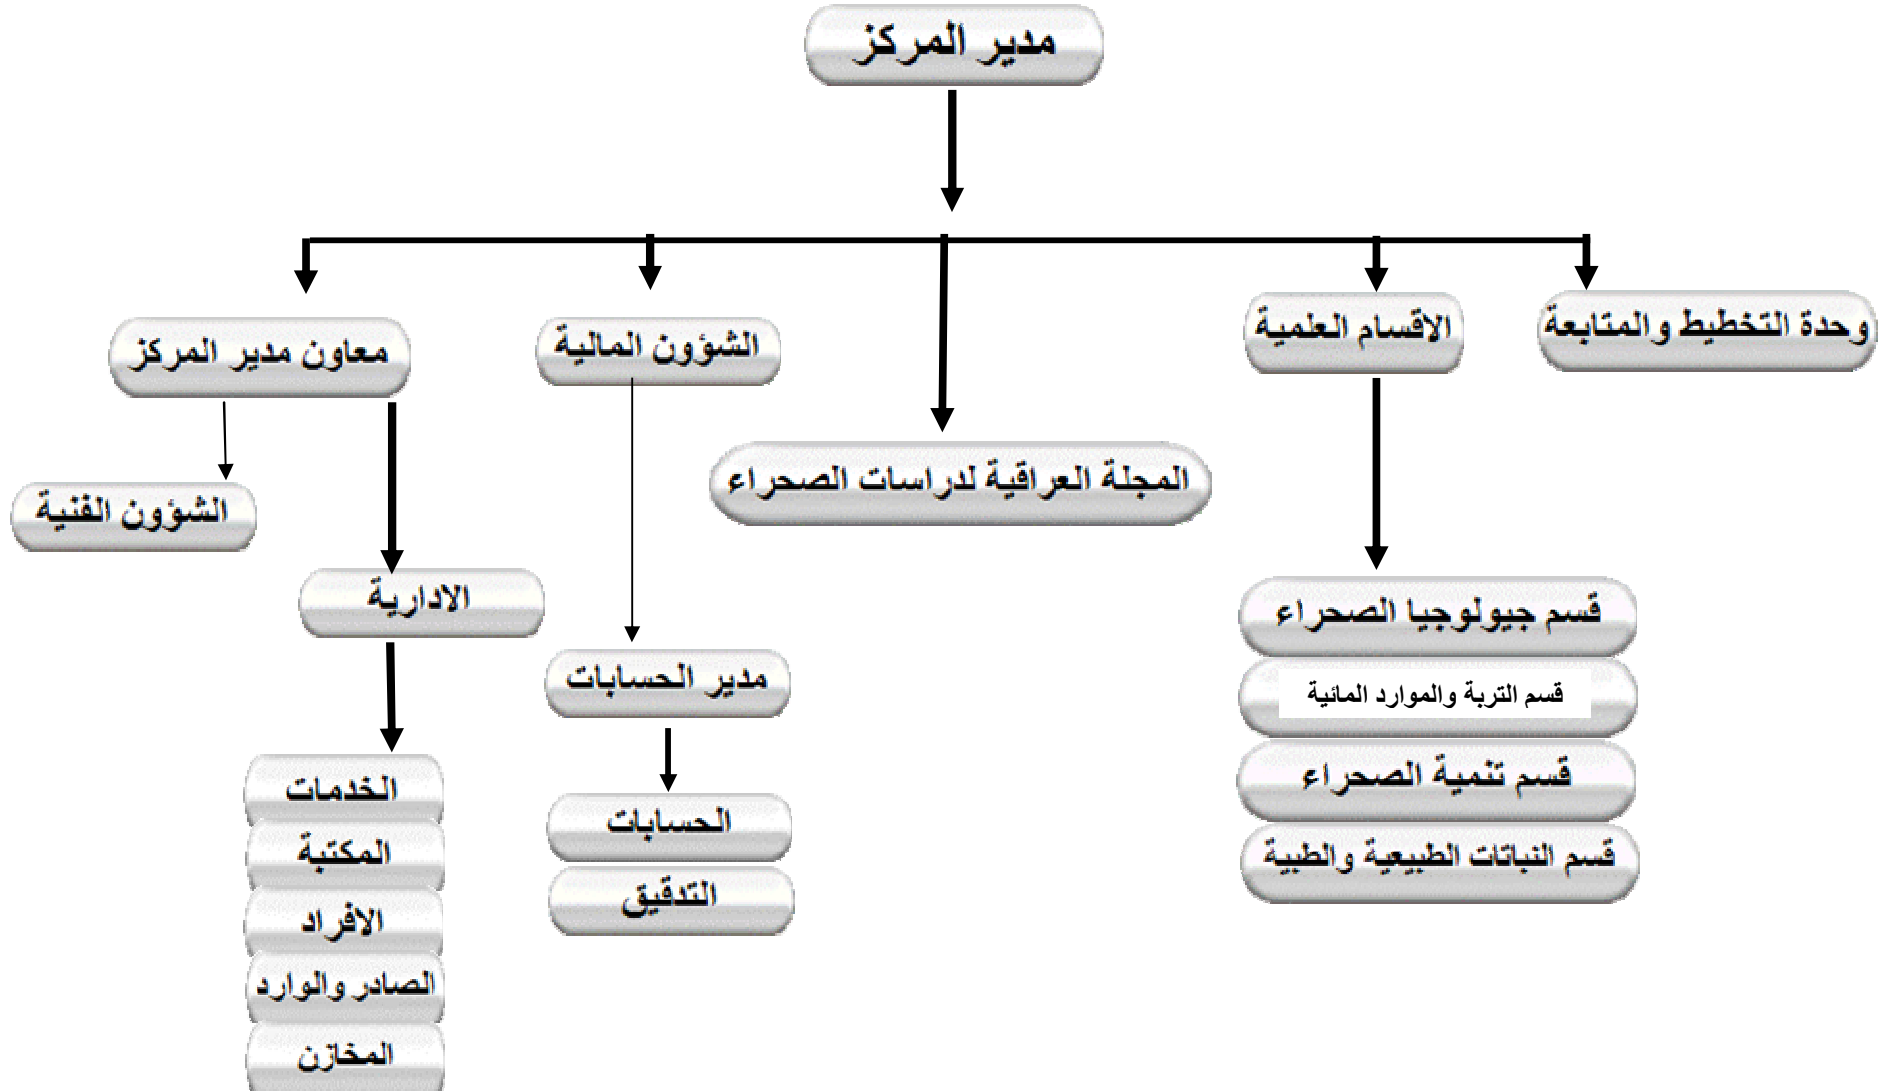 مدير المركز
وحدة التخطيط والمتابعة
الاقسام العلمية
الشؤون المالية
معاون مدير المركز
المجلة العراقية لدراسات الصحراء
الشؤون الفنية
الادارية
قسم جيولوجيا الصحراء
قسم التربة والموارد المائية
قسم تنمية الصحراء
قسم النباتات الطبيعية والطبية
مدير الحسابات
الحسابات
التدقيق
الخدمات
المكتبة
الافراد
الصادر والوارد
المخازن